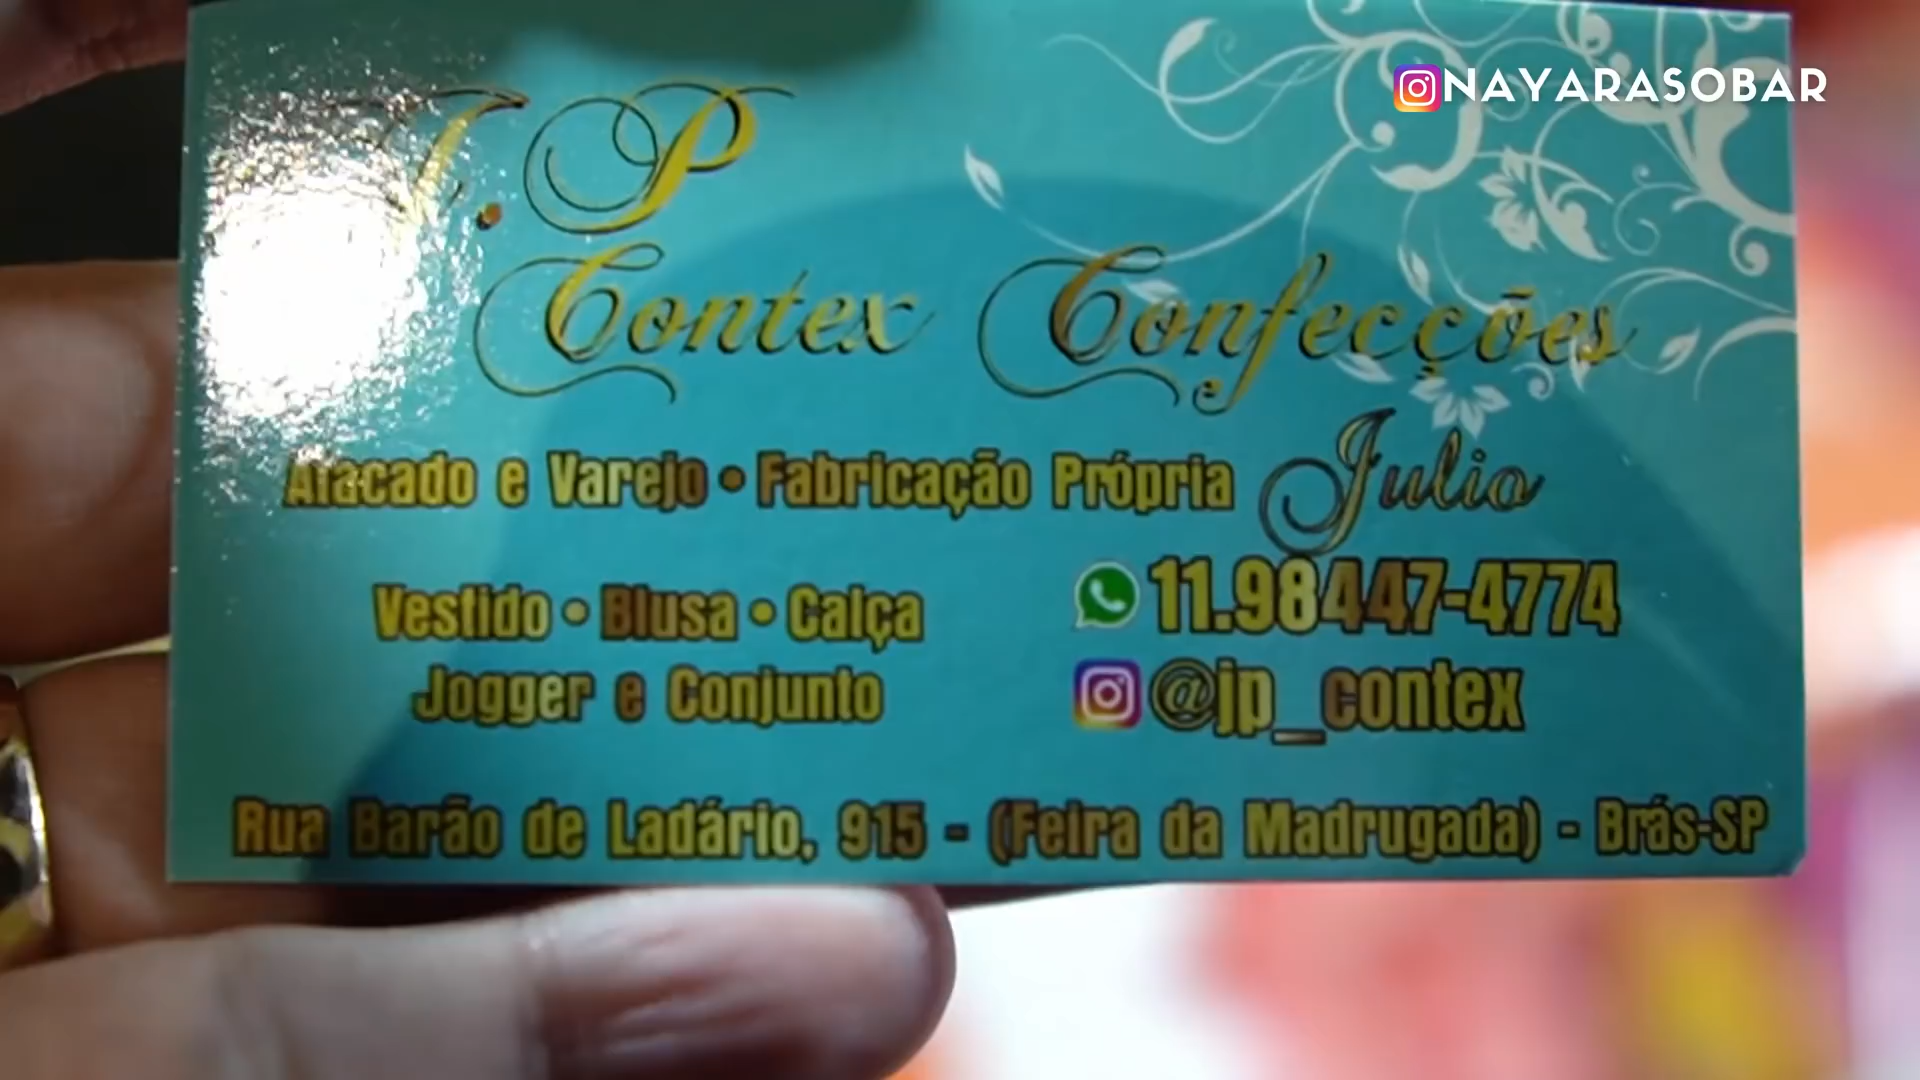 NAYARASOBAR
J.P
Contex Confecções
Atacado e Varejo • Fabricação Própria Julio
Vestido • Blusa • Calça
Jogger e Conjunto
11.98447-4774
@jp_contex
Rua Barão de Ladário, 915 - (Feira da Madrugada) - Brás-SP